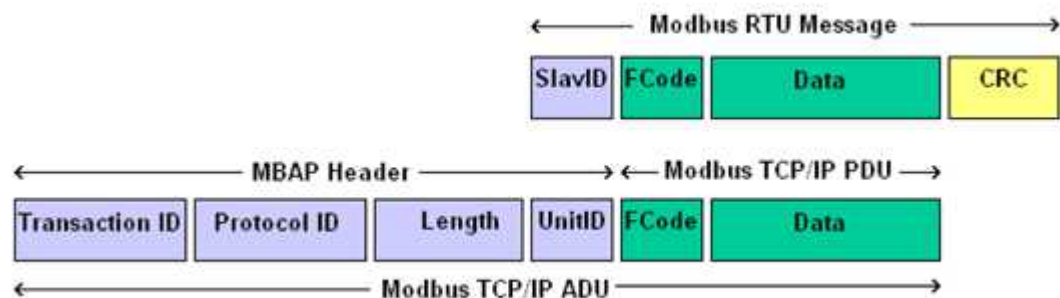 Modbus RTU Message
SlavID FCode Data CRC
MBAP Header Modbus TCP/IP PDU
Transaction ID Protocol ID Length UnitID FCode Data
Modbus TCP/IP ADU